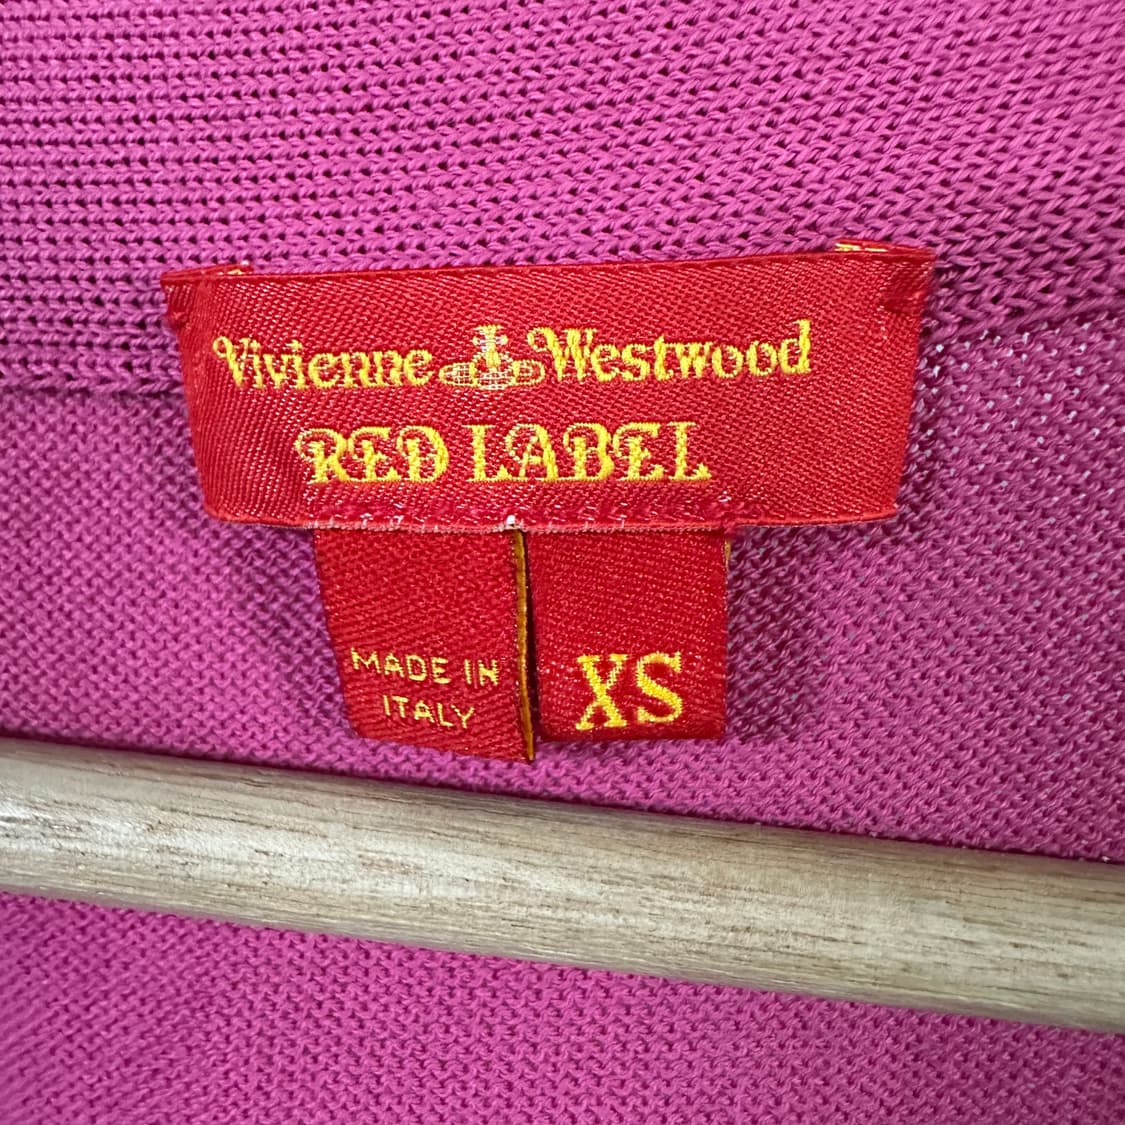 Vivienne Westwood
RED LABEL
MADE IN
ITALY
XS